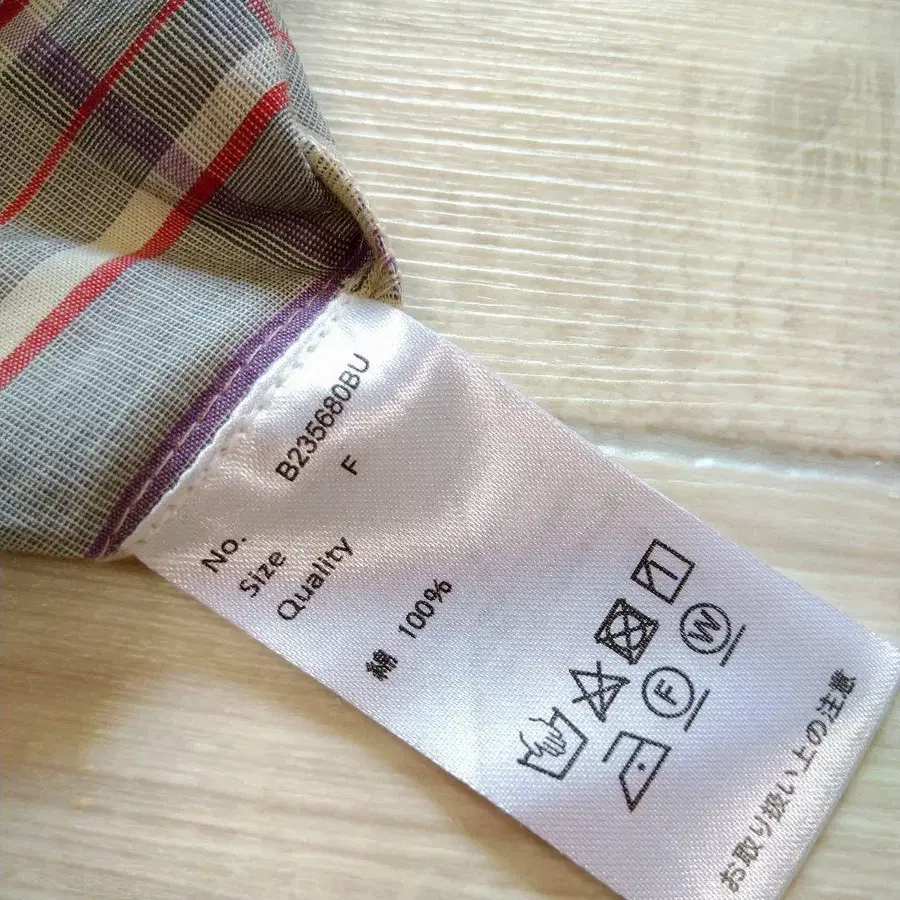 No. B235680BU
Size F
Quality
綿 100%
F W
お取り扱い上の注意